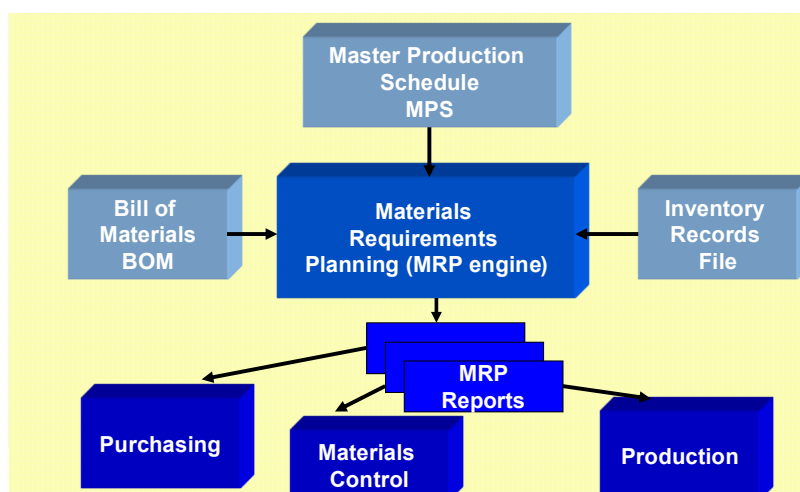 Master Production
Schedule
MPS
Bill of
Materials
BOM
Materials
Requirements
Planning (MRP engine)
Inventory
Records
File
MRP
Reports
Purchasing
Materials
Control
Production